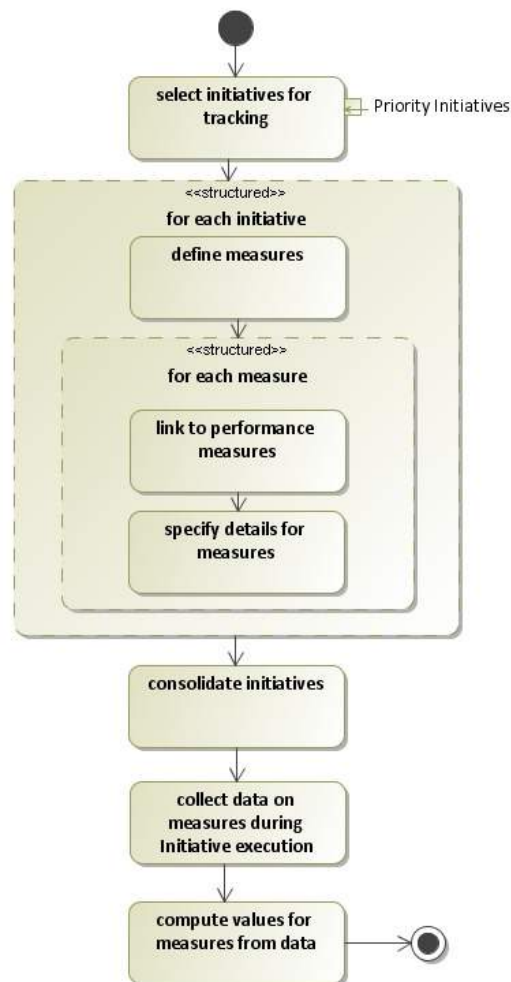 select initiatives for
tracking
Priority Initiatives
<<structured>>
for each initiative
define measures
<<structured>>
for each measure
link to performance
measures
specify details for
measures
consolidate initiatives
collect data on
measures during
Initiative execution
compute values for
measures from data